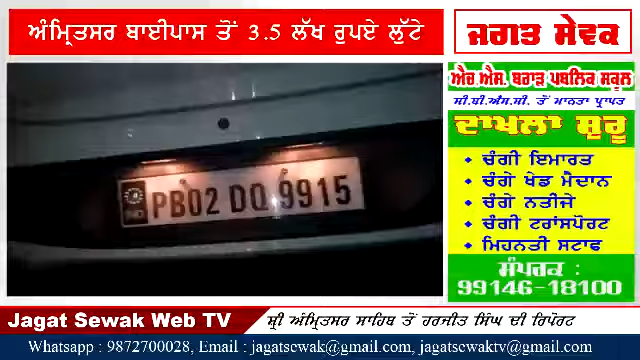 ਅੰਮ੍ਰਿਤਸਰ ਬਾਈਪਾਸ ਤੋਂ 3.5 ਲੱਖ ਰੁਪਏ ਲੁੱਟੇ
ਜਗਤ ਸੇਵਕ
ਐਚ ਐਸ. ਬਰਾੜ ਪਬਲਿਕ ਸਕੂਲ
ਸੀ.ਬੀ.ਐਸ.ਸੀ. ਤੋਂ ਮਾਨਤਾ ਪ੍ਰਾਪਤ
ਦਾਖਲਾ ਸ਼ੁਰੂ
• ਚੰਗੀ ਇਮਾਰਤ
• ਚੰਗੇ ਖੇਡ ਮੈਦਾਨ
• ਚੰਗੇ ਨਤੀਜੇ
• ਚੰਗੀ ਟਰਾਂਸਪੋਰਟ
• ਮਿਹਨਤੀ ਸਟਾਫ
ਸੰਪਰਕ :
99146-18100
PB02 DQ 9915
Jagat Sewak Web TV
ਸ਼੍ਰੀ ਅੰਮ੍ਰਿਤਸਰ ਸਾਹਿਬ ਤੋਂ ਹਰਜੀਤ ਸਿੰਘ ਦੀ ਰਿਪੋਰਟ
Whatsapp : 9872700028, Email : jagatsewak@gmail.com, jagatsewaktv@gmail.com